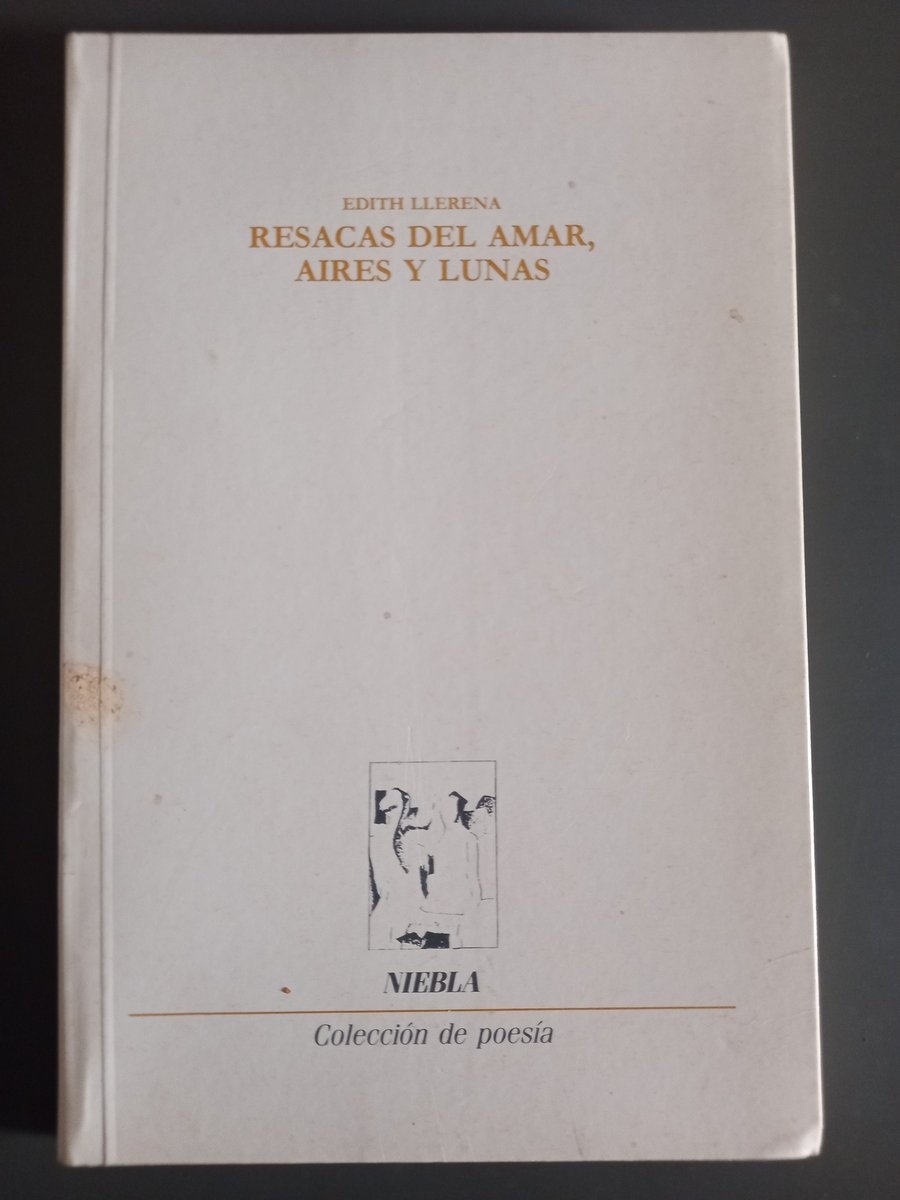 EDITH LLERENA
RESACAS DEL AMAR,
AIRES Y LUNAS
NIEBLA
Colección de poesía